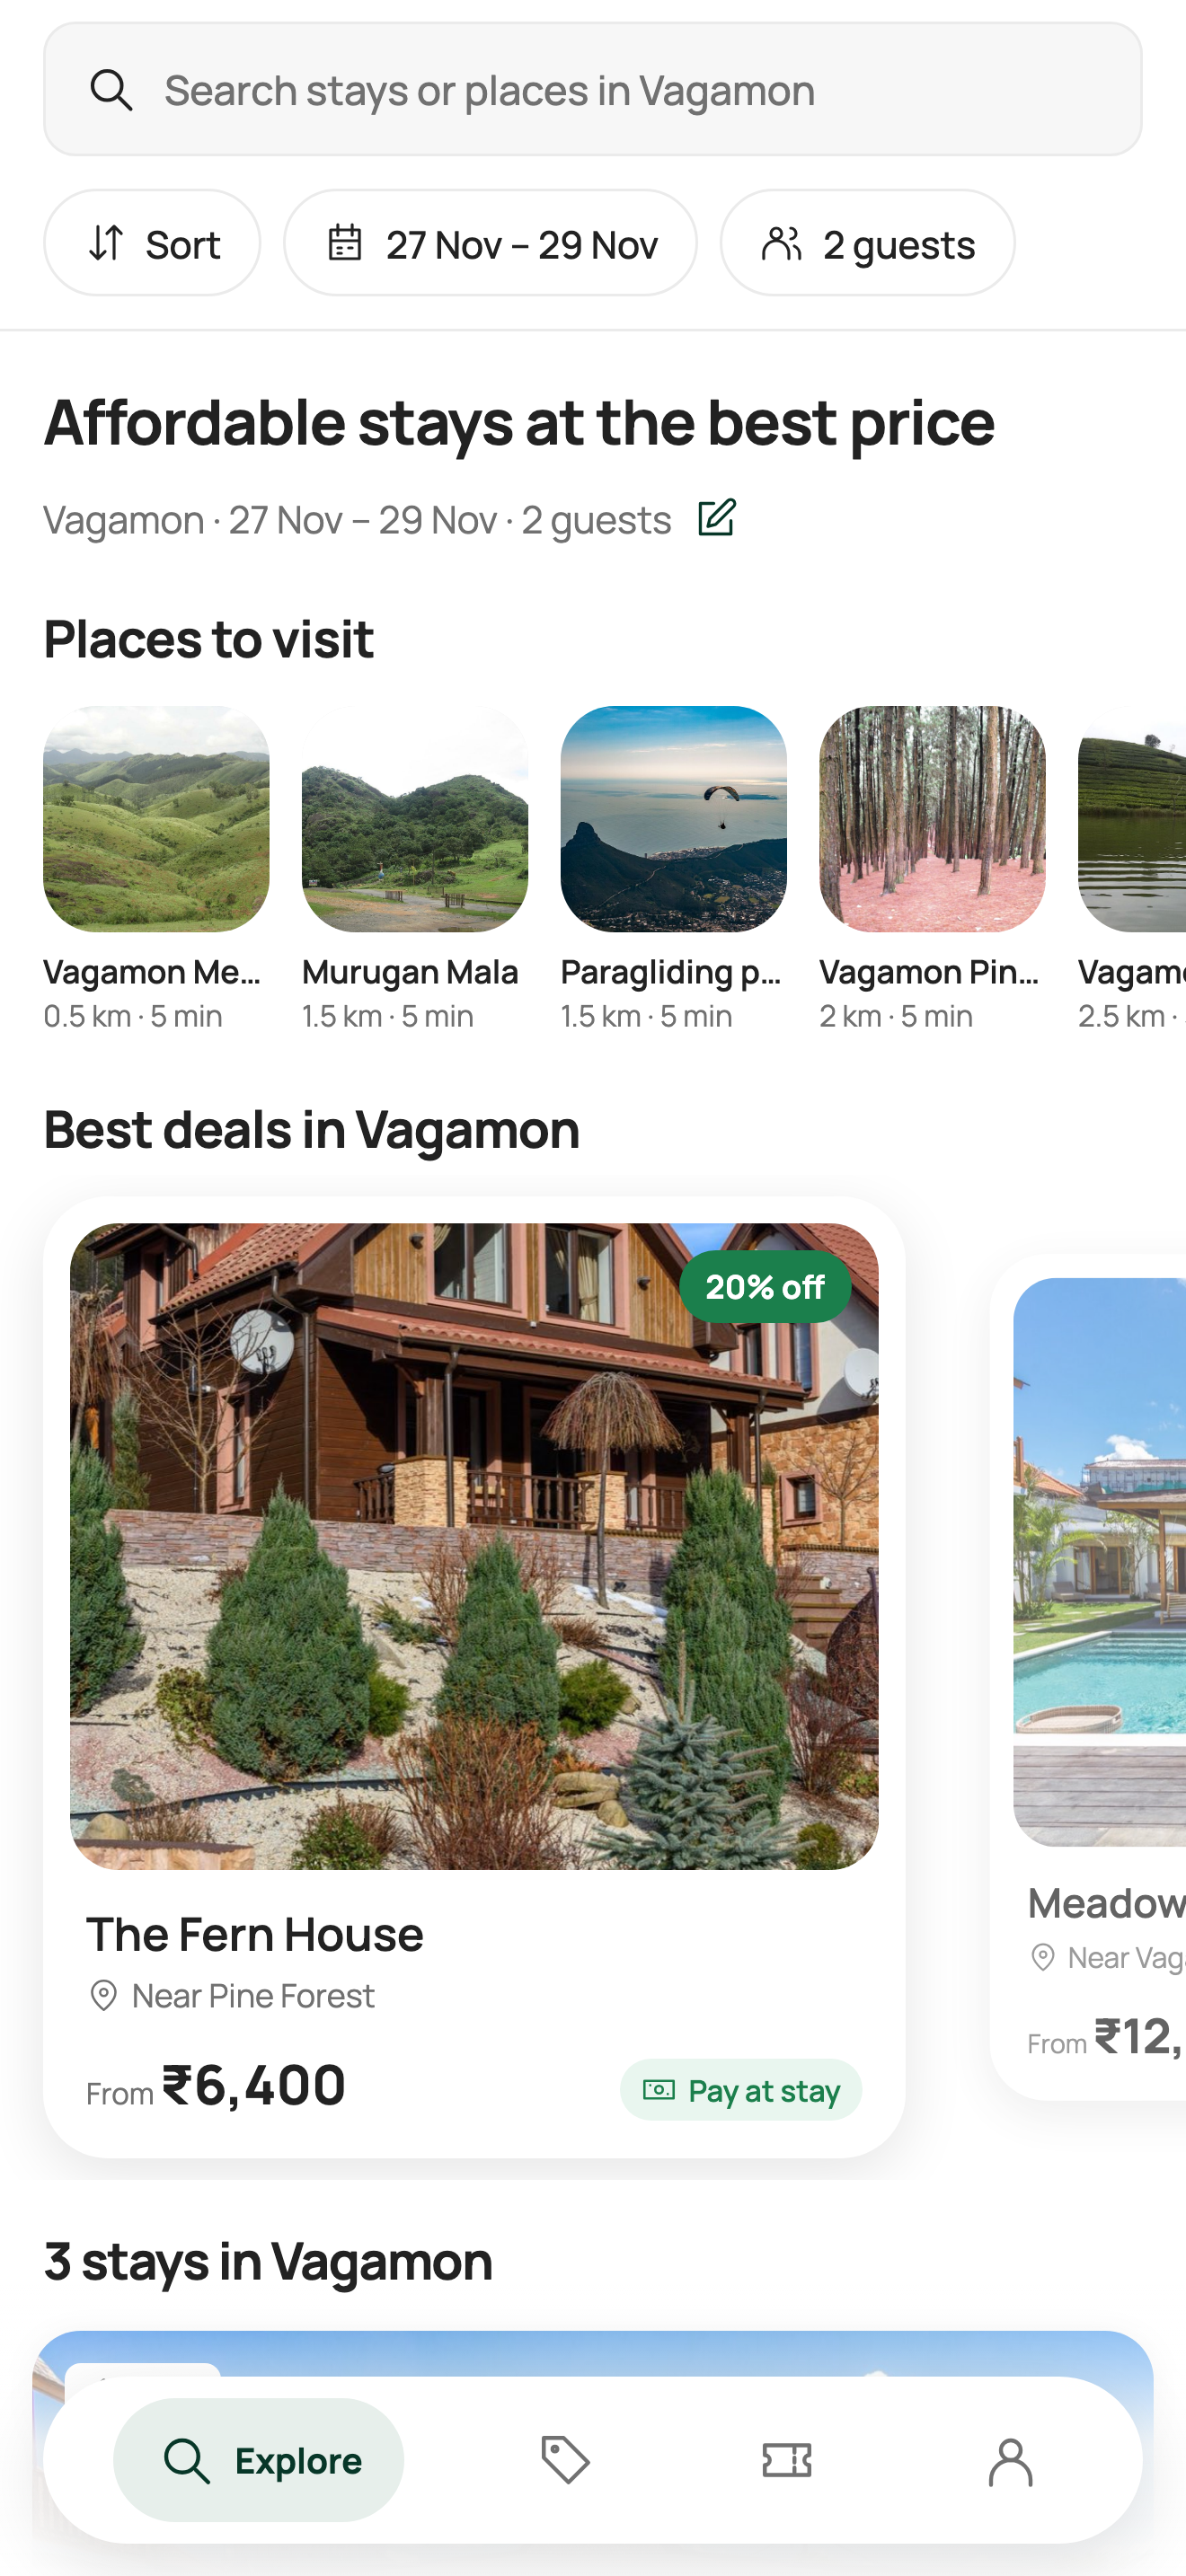 Search stays or places in Vagamon
Sort
27 Nov – 29 Nov
2 guests
Affordable stays at the best price
Vagamon · 27 Nov – 29 Nov · 2 guests
Places to visit
Vagamon Me...
0.5 km · 5 min
Murugan Mala
1.5 km · 5 min
Paragliding p...
1.5 km · 5 min
Vagamon Pin...
2 km · 5 min
2.5 km ·
Best deals in Vagamon
20% off
The Fern House
Near Pine Forest
From ₹6,400
Pay at stay
Meadow
Near
From ₹12,
3 stays in Vagamon
Explore